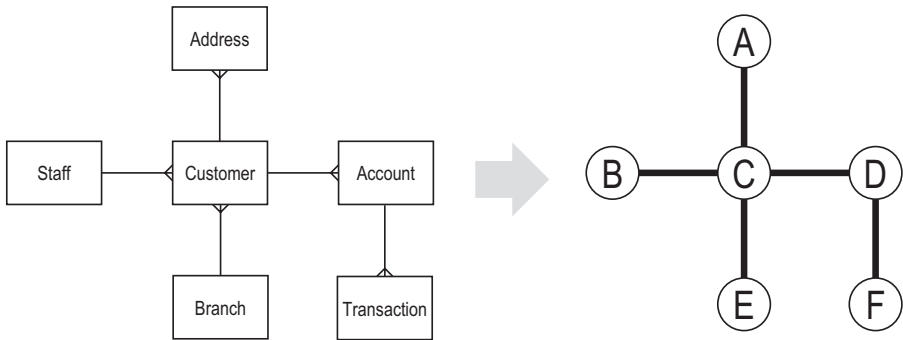 Address
A
Staff
Customer
Account
B
C
D
Branch
Transaction
E
F